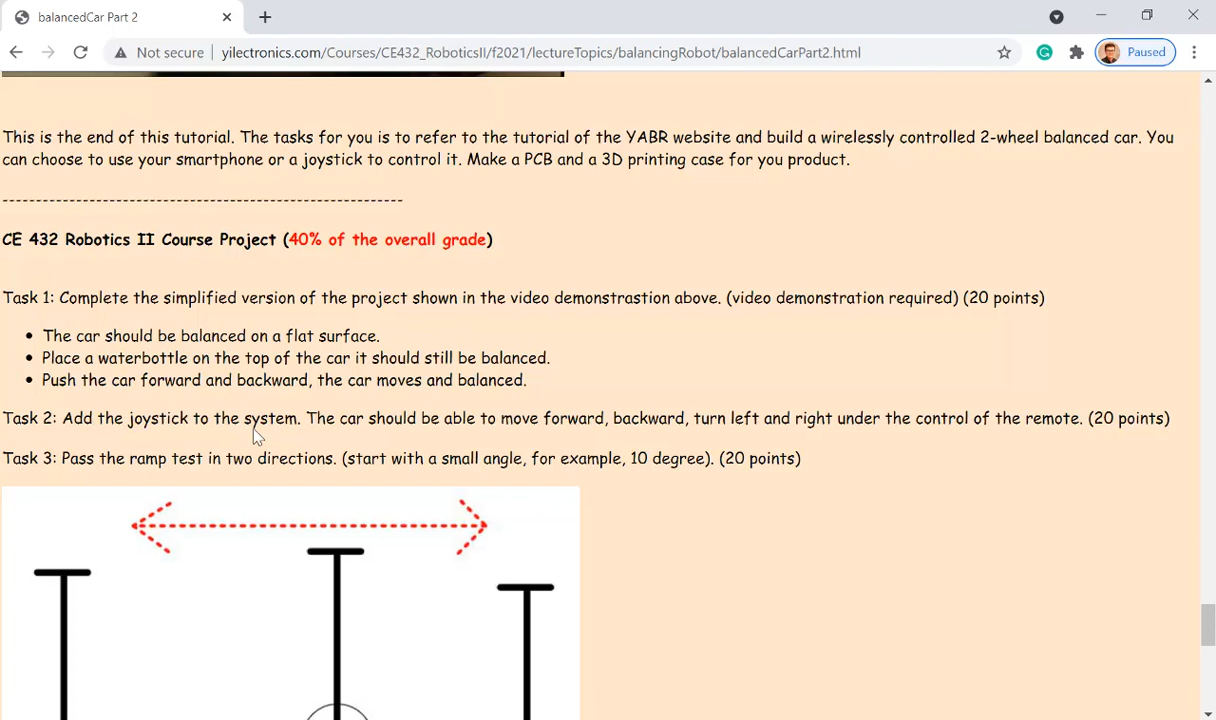 balancedCar Part 2
Not secure
yilectronics.com/Courses/CE432_RoboticsII/f2021/lectureTopics/balancingRobot/balancedCarPart2.html
Paused
This is the end of this tutorial. The tasks for you is to refer to the tutorial of the YABR website and build a wirelessly controlled 2-wheel balanced car. You
can choose to use your smartphone or a joystick to control it. Make a PCB and a 3D printing case for you product.
---------------------------------------------------------
CE 432 Robotics II Course Project (40% of the overall grade)
Task 1: Complete the simplified version of the project shown in the video demonstrastion above. (video demonstration required) (20 points)
• The car should be balanced on a flat surface.
• Place a waterbottle on the top of the car it should still be balanced.
• Push the car forward and backward, the car moves and balanced.
Task 2: Add the joystick to the system. The car should be able to move forward, backward, turn left and right under the control of the remote. (20 points)
Task 3: Pass the ramp test in two directions. (start with a small angle, for example, 10 degree). (20 points)